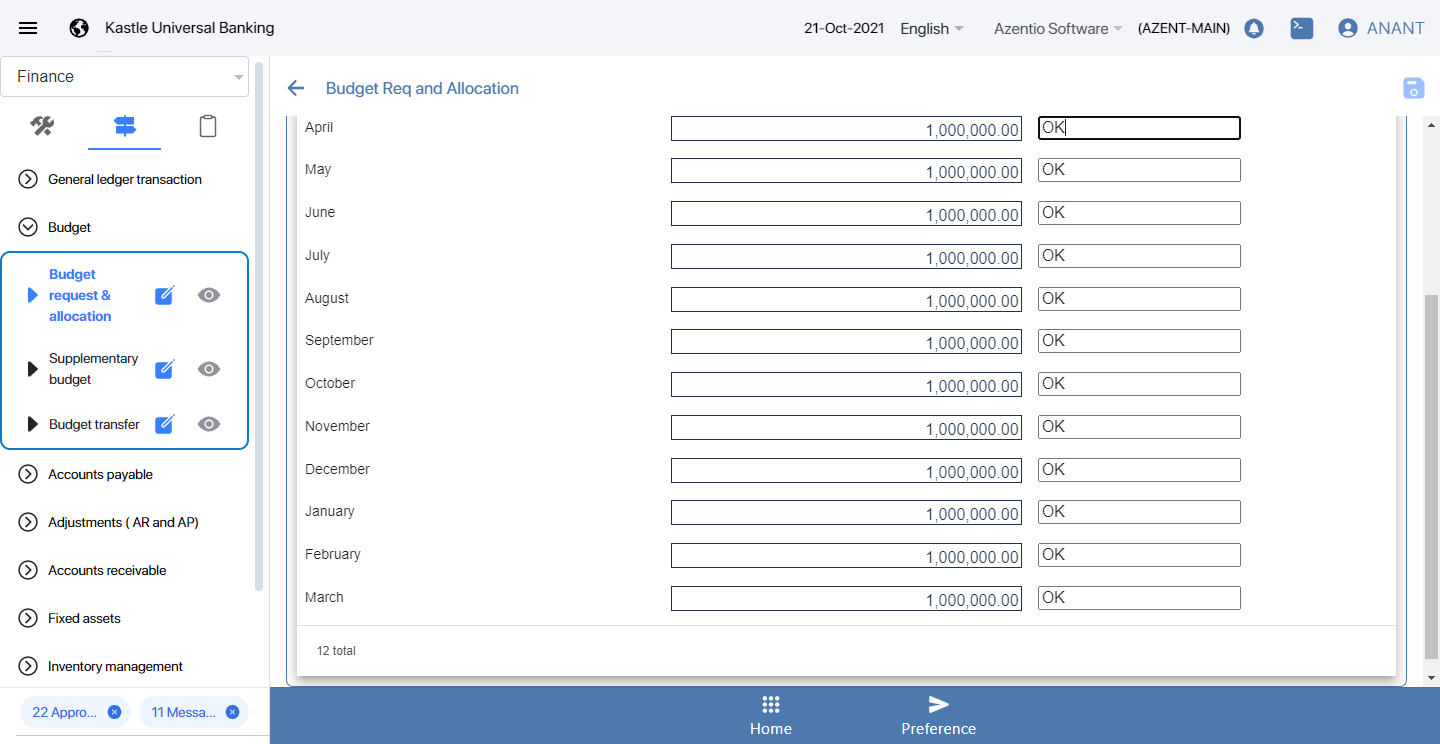 Kastle Universal Banking
21-Oct-2021 English Azentio Software (AZENT-MAIN) ANANT
Finance
General ledger transaction
Budget
Budget
request &
allocation
Supplementary
budget
Budget transfer
Accounts payable
Adjustments ( AR and AP)
Accounts receivable
Fixed assets
Inventory management
22 Appro...
11 Messa...
Budget Req and Allocation
April 1,000,000.00 OK
May 1,000,000.00 OK
June 1,000,000.00 OK
July 1,000,000.00 OK
August 1,000,000.00 OK
September 1,000,000.00 OK
October 1,000,000.00 OK
November 1,000,000.00 OK
December 1,000,000.00 OK
January 1,000,000.00 OK
February 1,000,000.00 OK
March 1,000,000.00 OK
12 total
Home
Preference